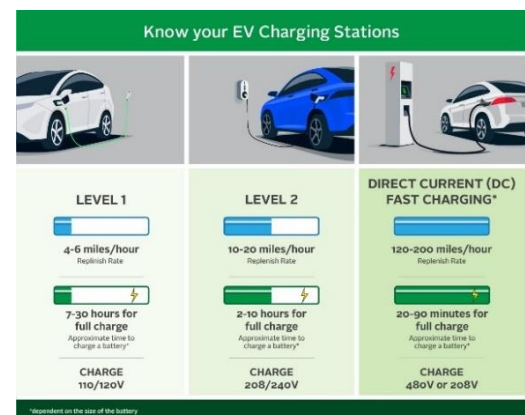 Know your EV Charging Stations
LEVEL 1
4-6 miles/hour
Replenish Rate
7-30 hours for
full charge
Approximate time to
charge a battery*
CHARGE
110/120V
LEVEL 2
10-20 miles/hour
Replenish Rate
2-10 hours for
full charge
Approximate time to
charge a battery*
CHARGE
208/240V
DIRECT CURRENT (DC)
FAST CHARGING*
120-200 miles/hour
Replenish Rate
20-90 minutes for
full charge
Approximate time to
charge a battery*
CHARGE
480V or 208V
*dependent on the size of the battery